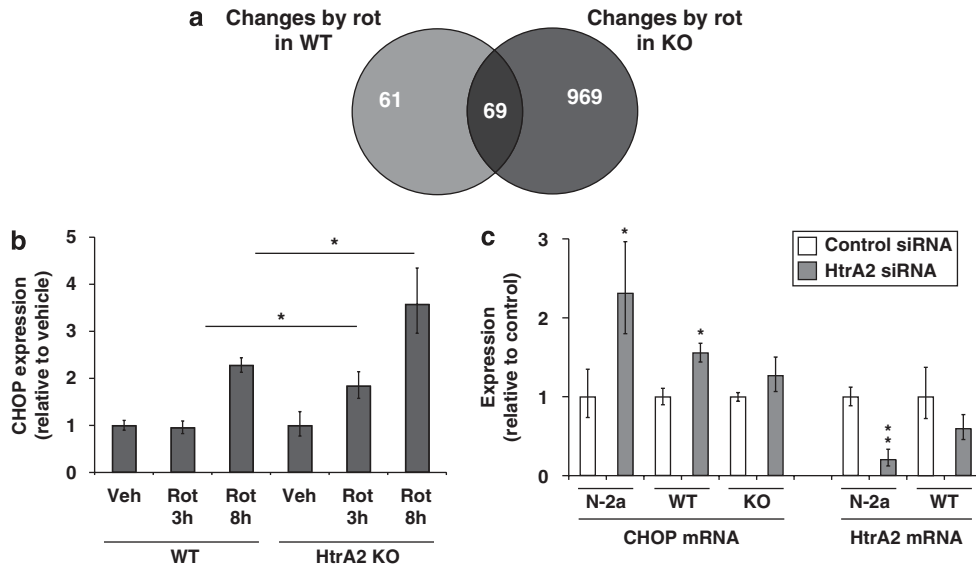 a
Changes by rot
in WT
Changes by rot
in KO
61
69
969
b
CHOP expression
(relative to vehicle)
5
4
3
2
1
0
*
*
Veh
Rot
3h
Rot
8h
Veh
Rot
3h
Rot
8h
WT
HtrA2 KO
c
Expression
(relative to control)
3
2
1
0
Control siRNA
HtrA2 siRNA
*
*
*
*
N-2a
WT
KO
N-2a
WT
CHOP mRNA
HtrA2 mRNA